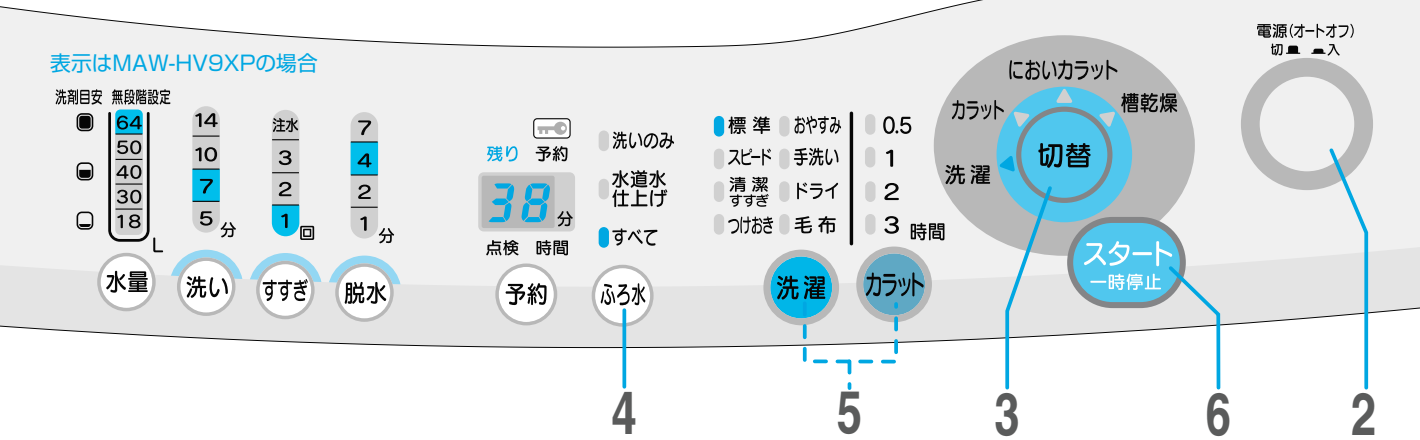 表示はMAW-HV9XPの場合
洗剤目安 無段階設定
64
50
40
30
18
L
水量
14
10
7
5
分
洗い
注水
3
2
1
回
すすぎ
7
4
2
1
分
脱水
残り 予約
38
分
点検 時間
予約
洗いのみ
水道水
仕上げ
すべて
ふろ水
標準 おやすみ
スピード 手洗い
清潔
すすぎ
ドライ
つけおき 毛布
洗濯
0.5
1
2
3 時間
カラット
においカラット
カラット
槽乾燥
洗濯
切替
スタート
一時停止
電源(オートオフ)
切 入
4
5
3
6
2